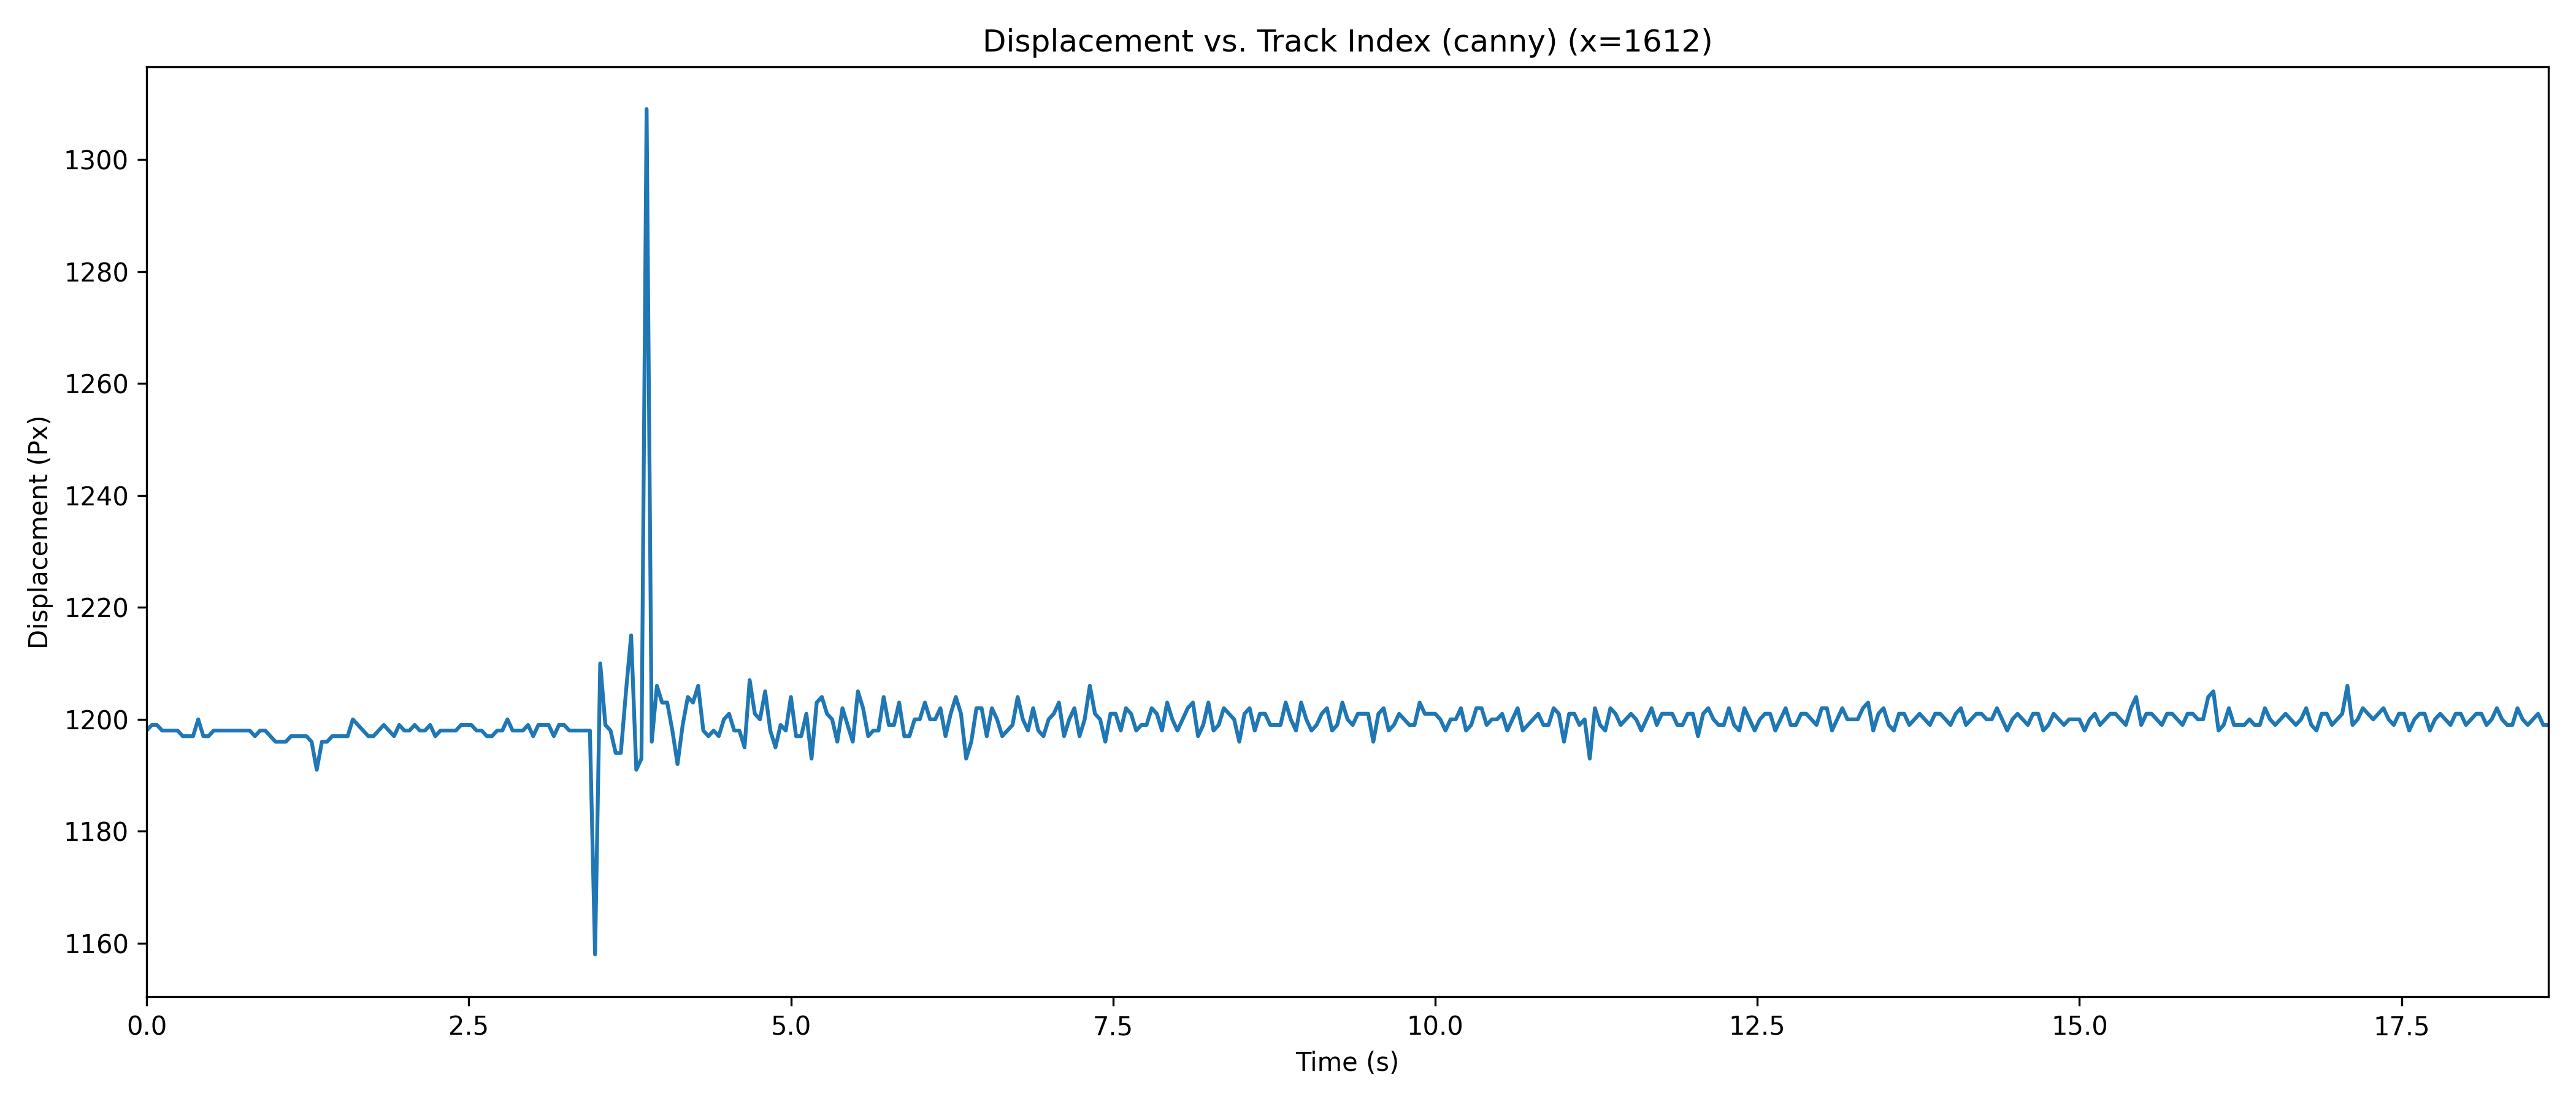 Displacement vs. Track Index (canny) (x=1612)
1300
1280
1260
1240
1220
1200
1180
1160
Displacement (Px)
0.0 2.5 5.0 7.5 10.0 12.5 15.0 17.5
Time (s)